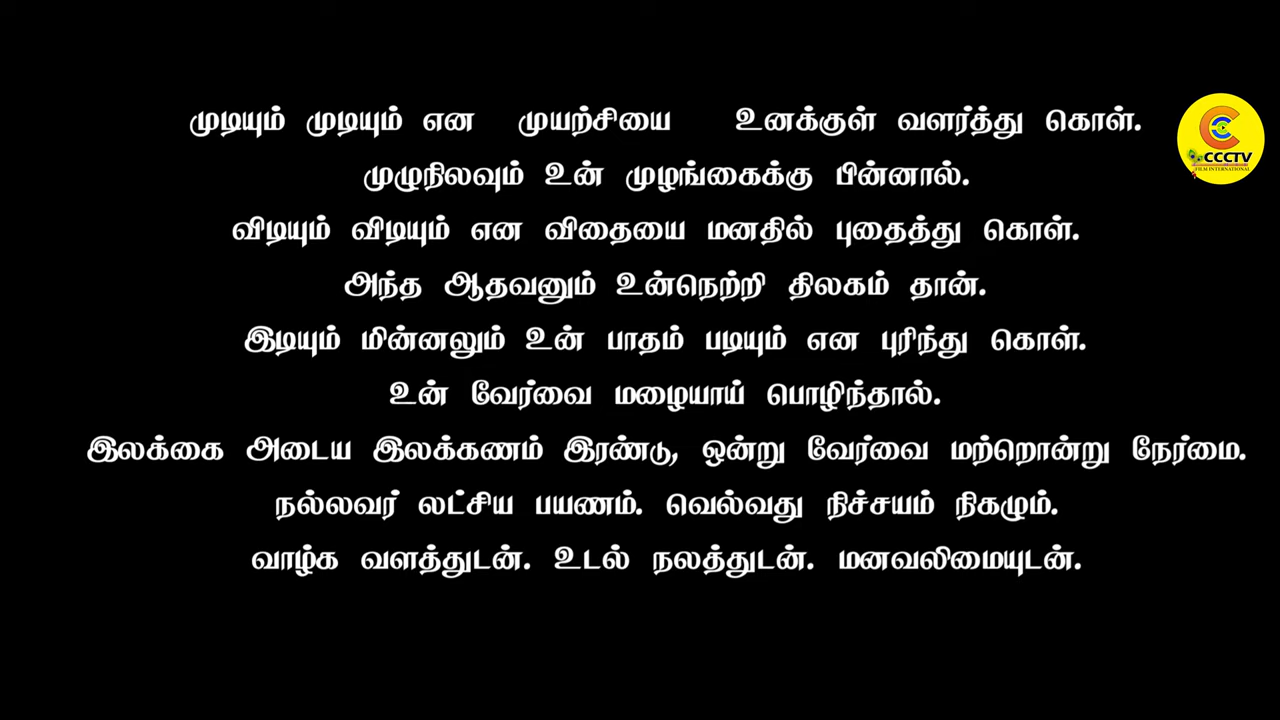 முடியும் முடியும் என முயற்சியை உனக்குள் வளர்த்து கொள்.
முழுநிலவும் உன் முழங்கைக்கு பின்னால்.
விடியும் விடியும் என விதையை மனதில் புதைத்து கொள்.
அந்த ஆதவனும் உன்நெற்றி திலகம் தான்.
இடியும் மின்னலும் உன் பாதம் படியும் என புரிந்து கொள்.
உன் வேர்வை மழையாய் பொழிந்தால்.
இலக்கை அடைய இலக்கணம் இரண்டு, ஒன்று வேர்வை மற்றொன்று நேர்மை.
நல்லவர் லட்சிய பயணம். வெல்வது நிச்சயம் நிகழும்.
வாழ்க வளத்துடன். உடல் நலத்துடன். மனவலிமையுடன்.
CCCTV
FILM INTERNATIONAL